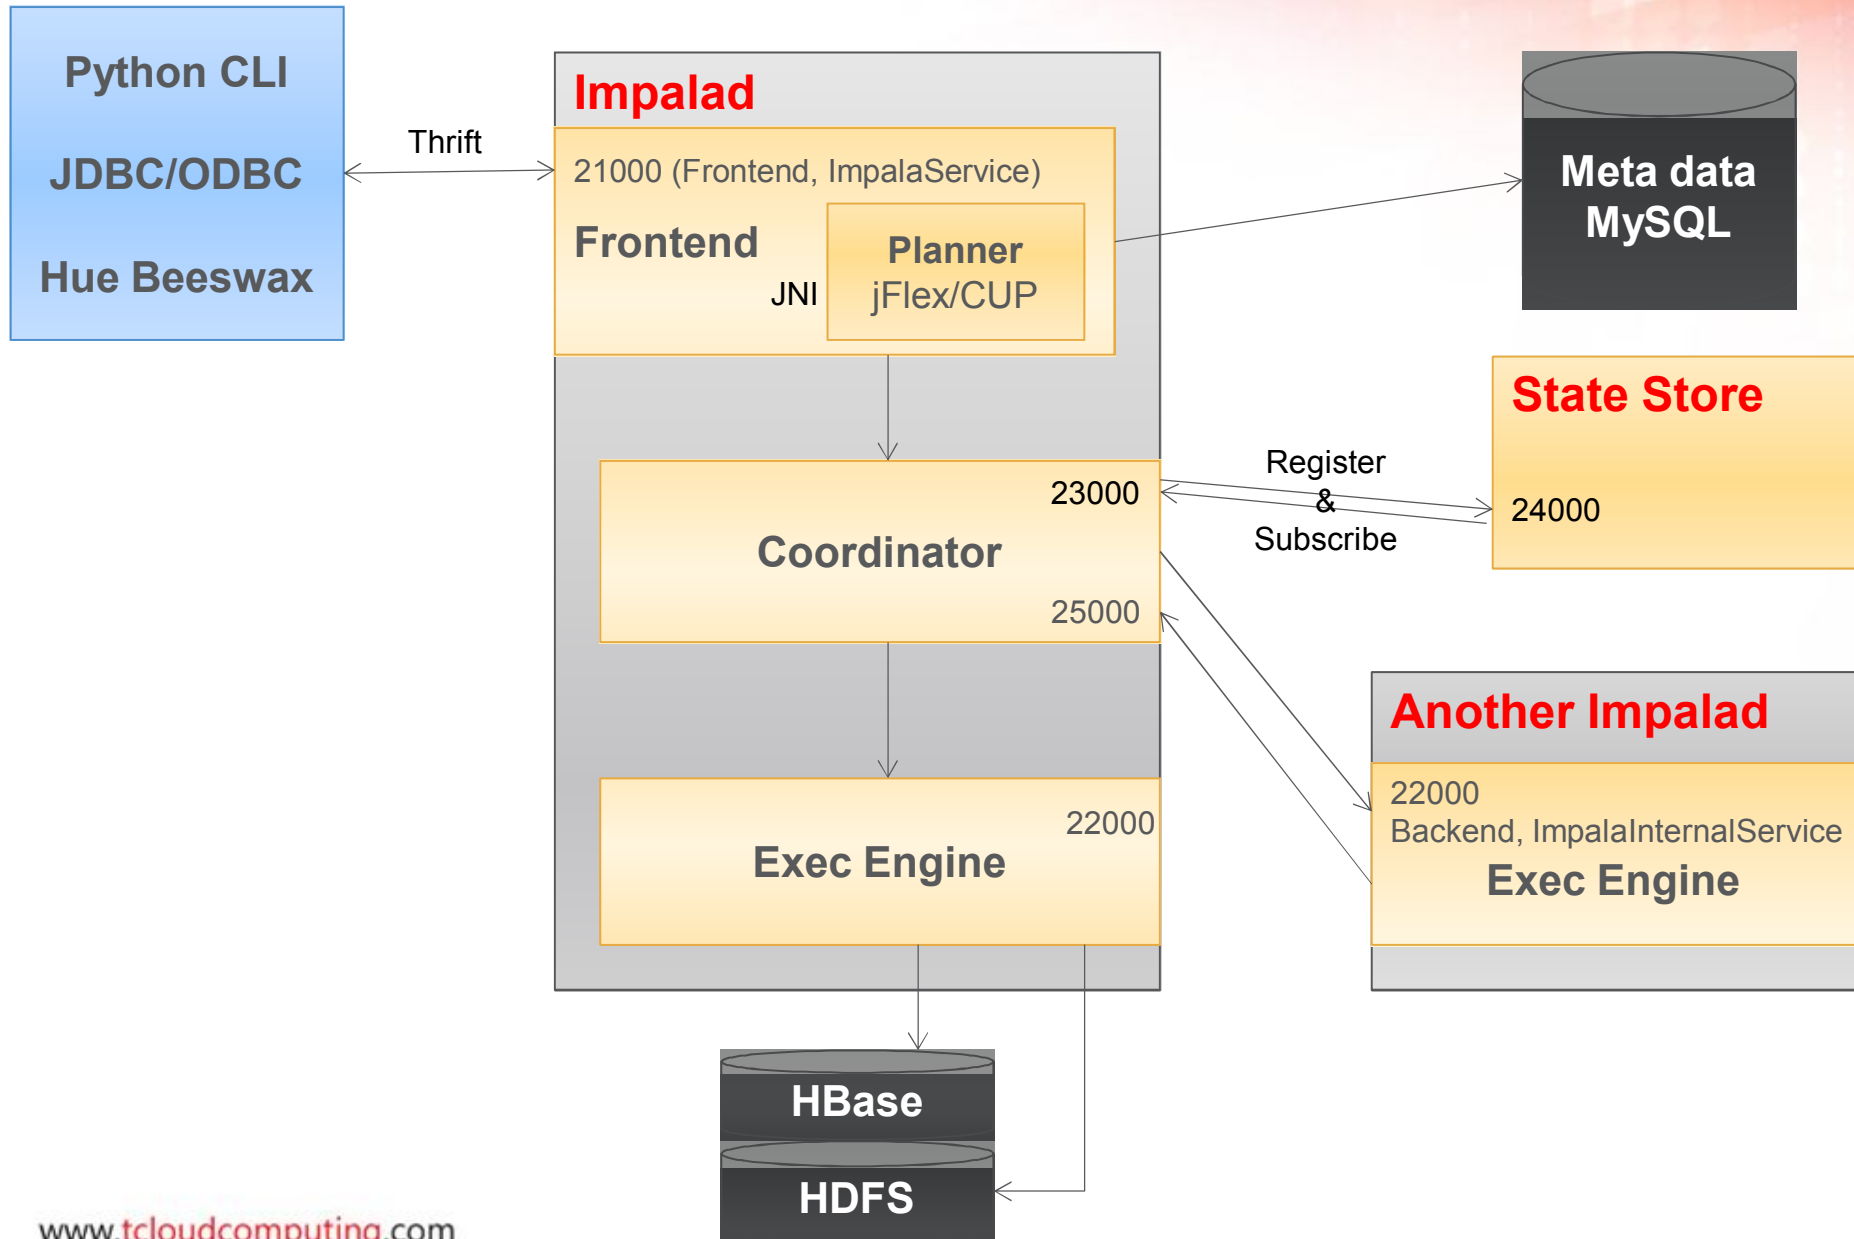 Python CLI
JDBC/ODBC
Hue Beeswax
Thrift
Impalad
21000 (Frontend, ImpalaService)
Frontend
JNI
Planner
jFlex/CUP
Meta data
MySQL
State Store
24000
Register
&
Subscribe
23000
Coordinator
25000
Another Impalad
22000
Backend, ImpalaInternalService
Exec Engine
22000
Exec Engine
HBase
HDFS
www.tcloudcomputing.com